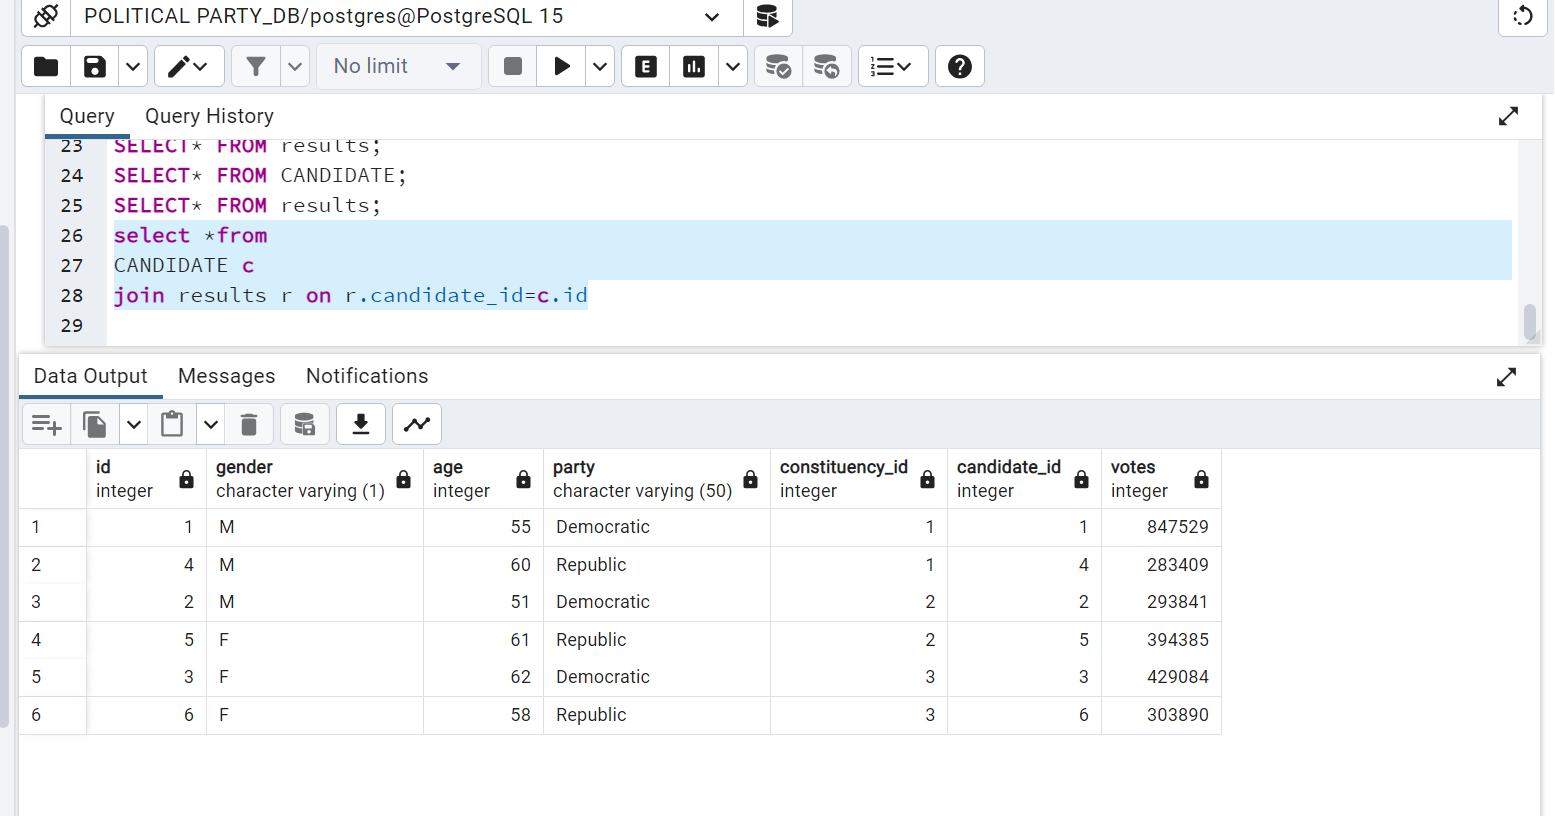 POLITICAL PARTY_DB/postgres@PostgreSQL 15
No limit
E
Query Query History
23 SELECT* FROM results;
24 SELECT* FROM CANDIDATE;
25 SELECT* FROM results;
26 select *from
27 CANDIDATE c
28 join results r on r.candidate_id=c.id
29
Data Output Messages Notifications
id gender age party constituency_id candidate_id votes
integer character varying (1) integer character varying (50) integer integer integer
1 1 M 55 Democratic 1 1 847529
2 4 M 60 Republic 1 4 283409
3 2 M 51 Democratic 2 2 293841
4 5 F 61 Republic 2 5 394385
5 3 F 62 Democratic 3 3 429084
6 6 F 58 Republic 3 6 303890